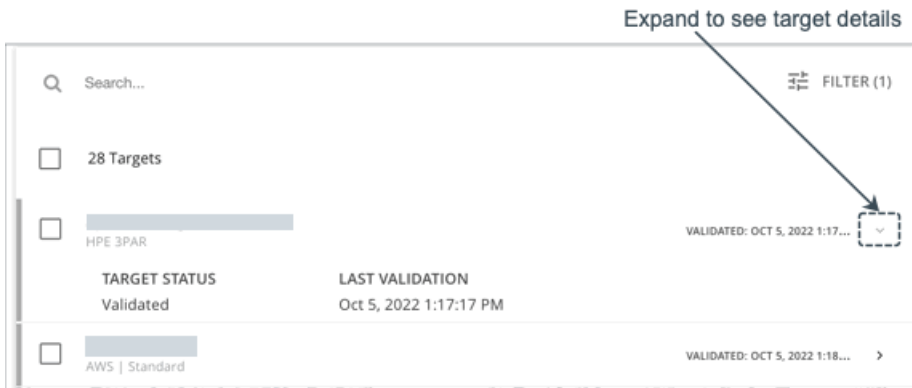 Expand to see target details
Search...
FILTER (1)
28 Targets
VALIDATED: OCT 5, 2022 1:17...
HPE 3PAR
TARGET STATUS LAST VALIDATION
Validated Oct 5, 2022 1:17:17 PM
VALIDATED: OCT 5, 2022 1:18...
AWS | Standard